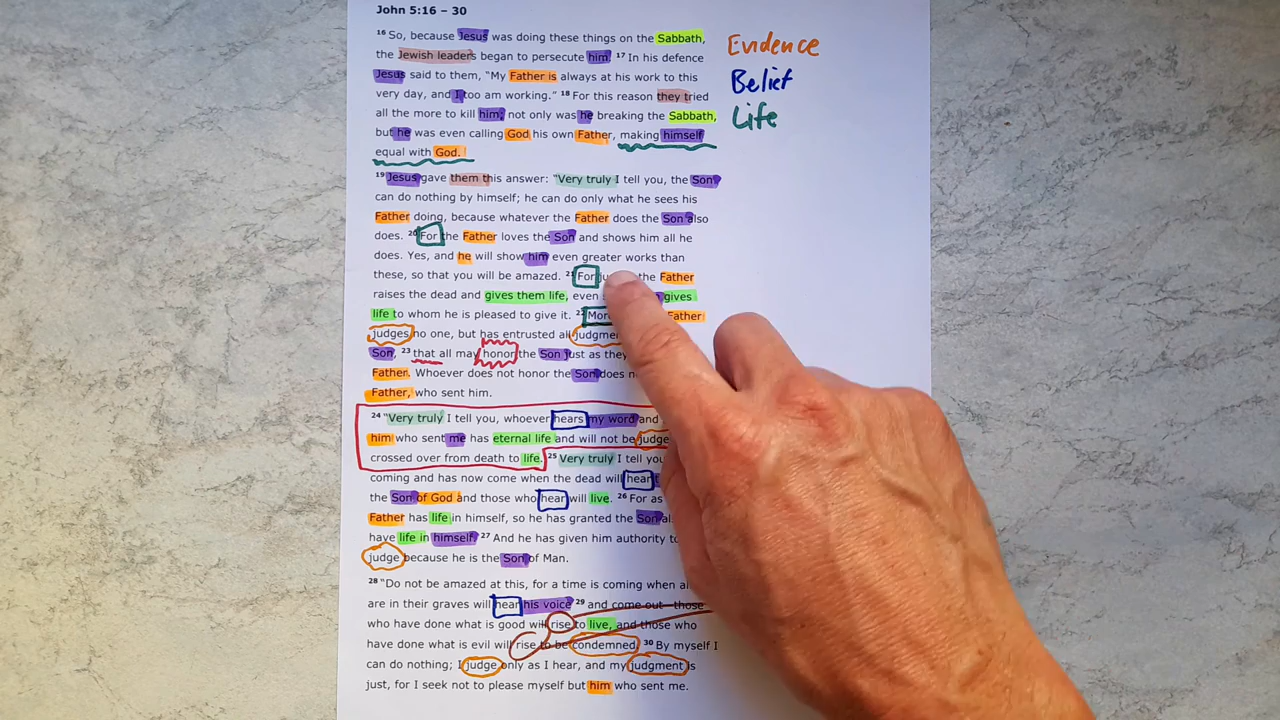 John 5:16 – 30
16 So, because Jesus was doing these things on the Sabbath,
the Jewish leaders began to persecute him. 17 In his defence
Jesus said to them, “My Father is always at his work to this
very day, and I too am working.” 18 For this reason they tried
all the more to kill him; not only was he breaking the Sabbath,
but he was even calling God his own Father, making himself
equal with God.
19 Jesus gave them this answer: “Very truly I tell you, the Son
can do nothing by himself; he can do only what he sees his
Father doing, because whatever the Father does the Son also
does. 20 For the Father loves the Son and shows him all he
does. Yes, and he will show him even greater works than
these, so that you will be amazed. 21 For the Father
raises the dead and gives them life, even gives
life to whom he is pleased to give it. 22 Father
judges no one, but has entrusted all
Son, 23 that all may honor the Son just as they
Father. Whoever does not honor the Son does
Father, who sent him.
24 “Very truly I tell you, whoever hears my word and
him who sent me has eternal life and will not be
crossed over from death to life. 25 Very truly I tell you
coming and has now come when the dead will hear
the Son of God and those who hear will live. 26 For as
Father has life in himself, so he has granted the Son
have life in himself. 27 And he has given him authority to
judge because he is the Son of Man.
28 “Do not be amazed at this, for a time is coming when
are in their graves will hear his voice 29 and come out—those
who have done what is good will rise to live, and those who
have done what is evil will rise to be condemned. 30 By myself I
can do nothing; I judge only as I hear, and my judgment is
just, for I seek not to please myself but him who sent me.
Evidence
Belief
Life